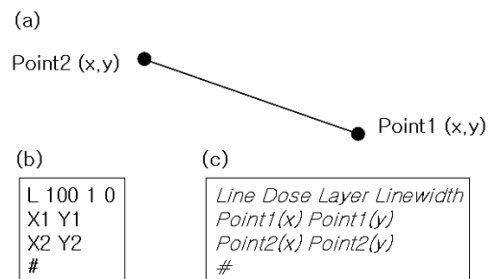 (a)
Point2 (x,y)
Point1 (x,y)
(b)
L 100 1 0
X1 Y1
X2 Y2
#
(c)
Line Dose Layer Linewidth
Point1(x) Point1(y)
Point2(x) Point2(y)
#